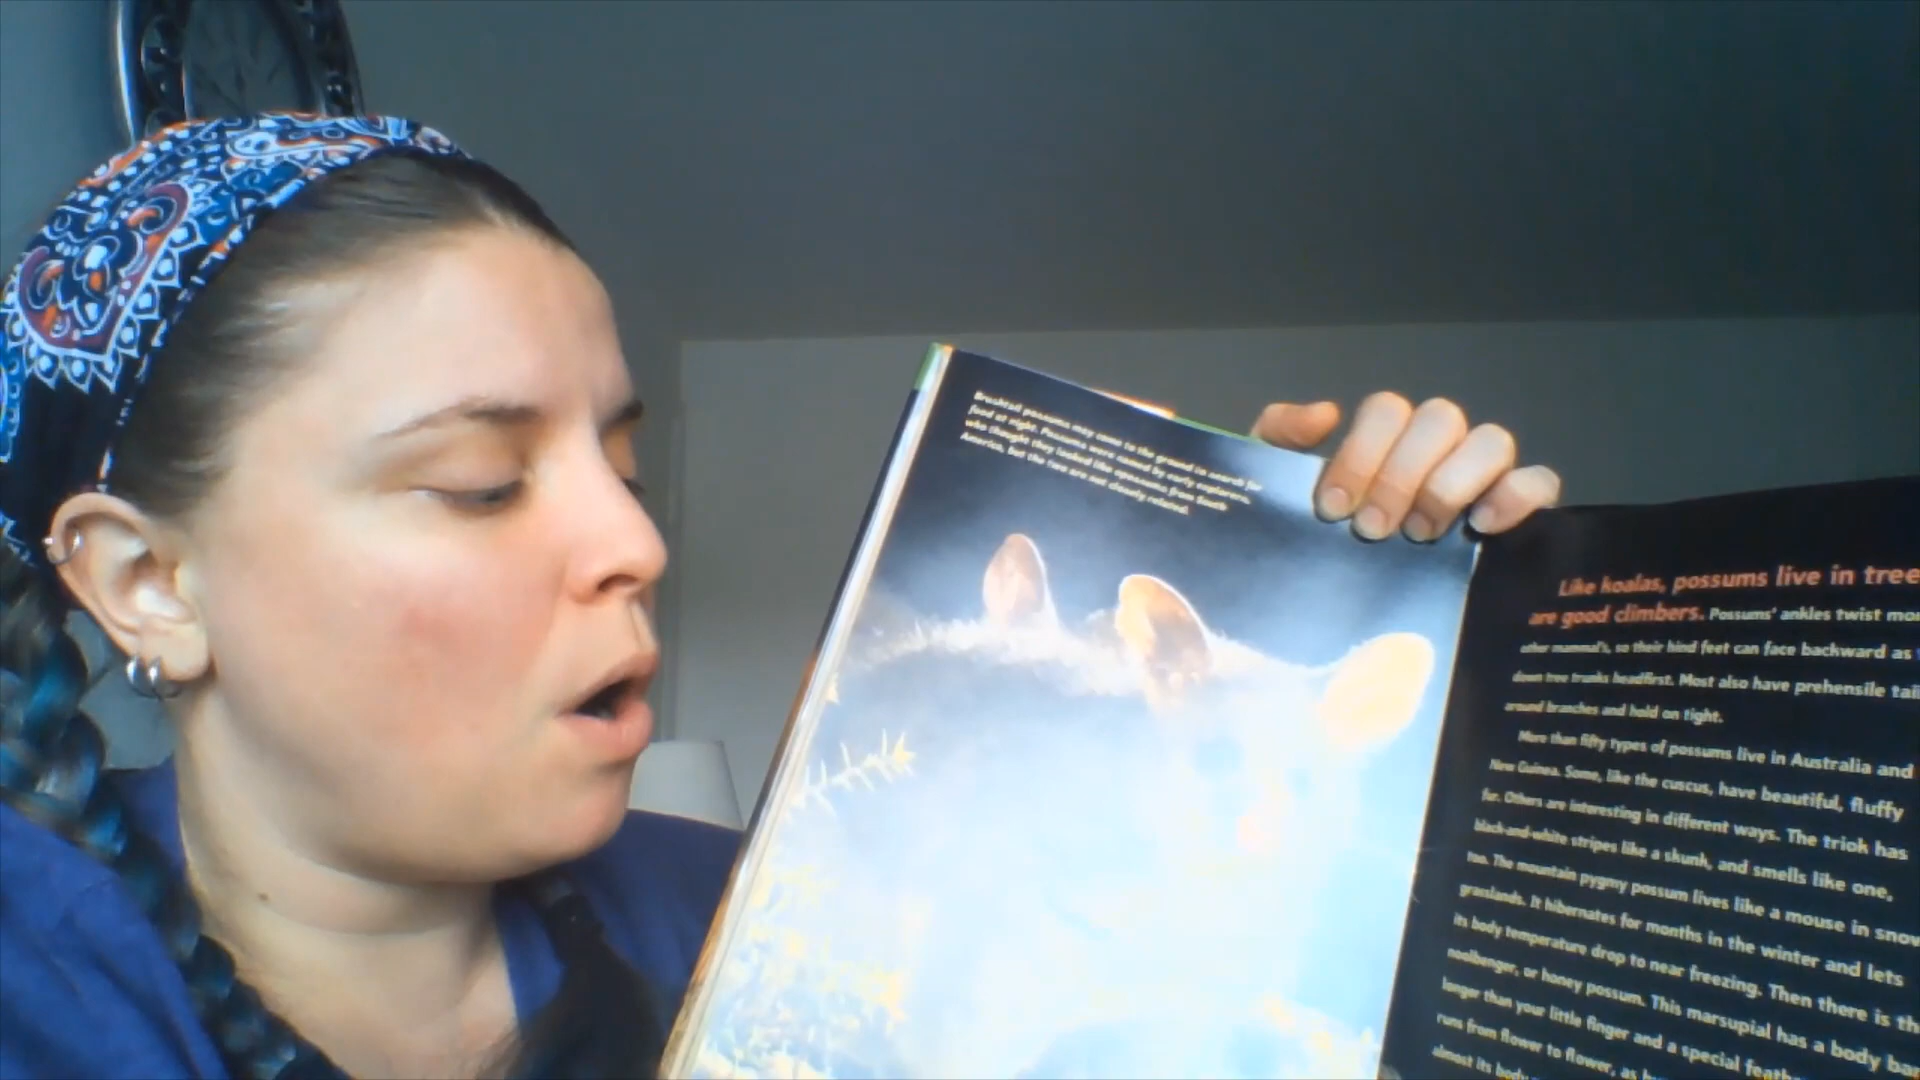 Brushtail possums may come to the ground in search for
food at night. Possums were named by early explorers,
who thought they looked like opossums from South
America, but the two are not closely related.
Like koalas, possums live in tree
are good climbers. Possums' ankles twist mor
other mammal's, so their hind feet can face backward as
down tree trunks headfirst. Most also have prehensile tail
around branches and hold on tight.
More than fifty types of possums live in Australia and
New Guinea. Some, like the cuscus, have beautiful, fluffy
fur. Others are interesting in different ways. The triok has
black-and-white stripes like a skunk, and smells like one,
too. The mountain pygmy possum lives like a mouse in snow
grasslands. It hibernates for months in the winter and lets
its body temperature drop to near freezing. Then there is th
noolbenger, or honey possum. This marsupial has a body bar
longer than your little finger and a special feath
runs from flower to flower, as
almost its body